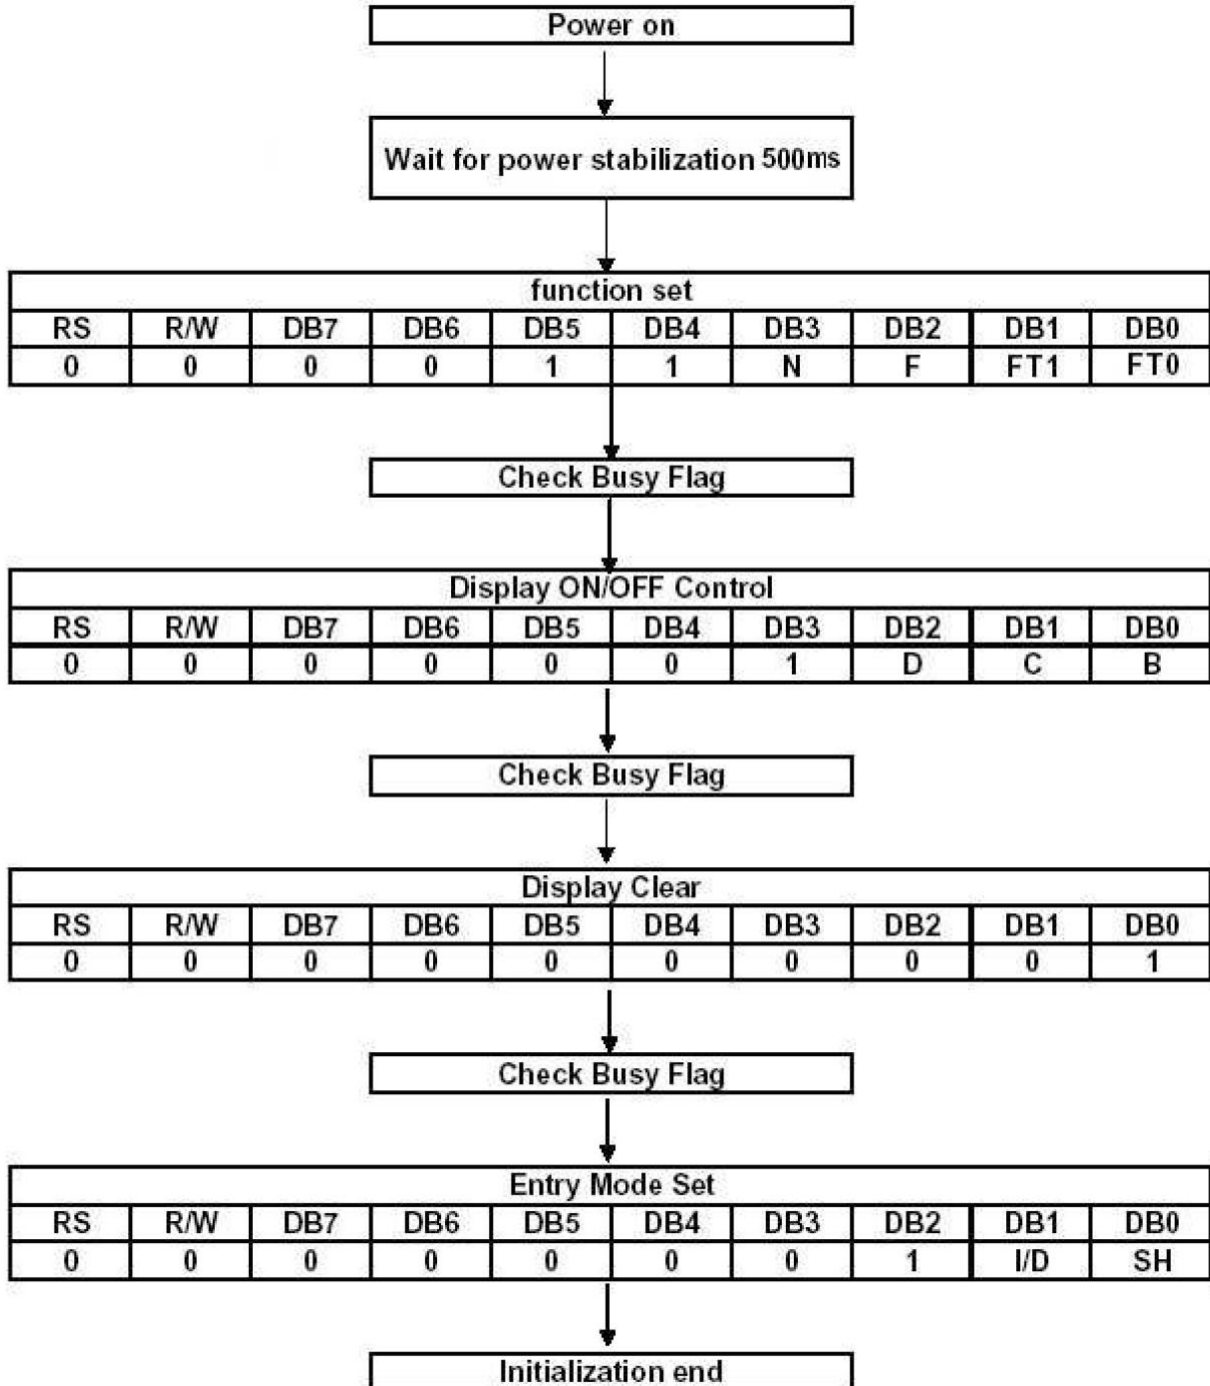 Power on
Wait for power stabilization 500ms
function set
RS R/W DB7 DB6 DB5 DB4 DB3 DB2 DB1 DB0
0 0 0 0 1 1 N F FT1 FT0
Check Busy Flag
Display ON/OFF Control
RS R/W DB7 DB6 DB5 DB4 DB3 DB2 DB1 DB0
0 0 0 0 0 0 1 D C B
Check Busy Flag
Display Clear
RS R/W DB7 DB6 DB5 DB4 DB3 DB2 DB1 DB0
0 0 0 0 0 0 0 0 0 1
Check Busy Flag
Entry Mode Set
RS R/W DB7 DB6 DB5 DB4 DB3 DB2 DB1 DB0
0 0 0 0 0 0 0 1 I/D SH
Initialization end